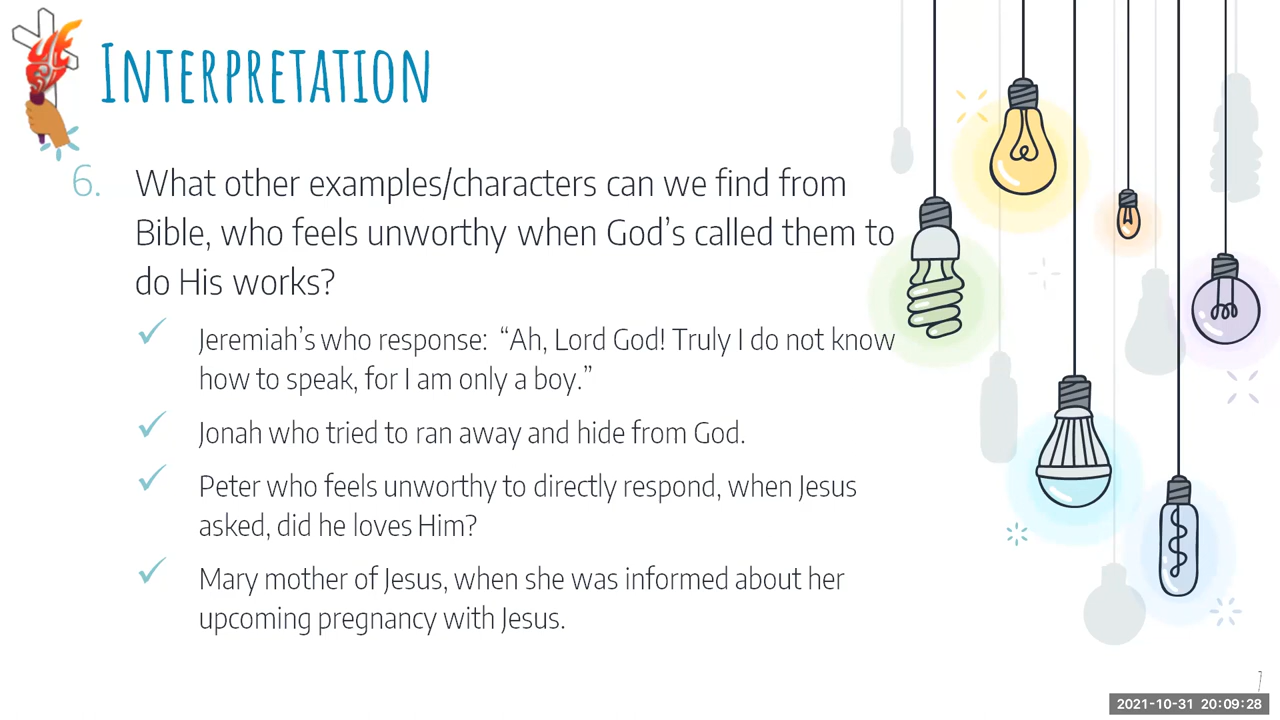 INTERPRETATION
6. What other examples/characters can we find from
Bible, who feels unworthy when God’s called them to
do His works?
✓ Jeremiah’s who response: “Ah, Lord God! Truly I do not know
how to speak, for I am only a boy.”
✓ Jonah who tried to ran away and hide from God.
✓ Peter who feels unworthy to directly respond, when Jesus
asked, did he loves Him?
✓ Mary mother of Jesus, when she was informed about her
upcoming pregnancy with Jesus.
7
2021-10-31 20:09:28